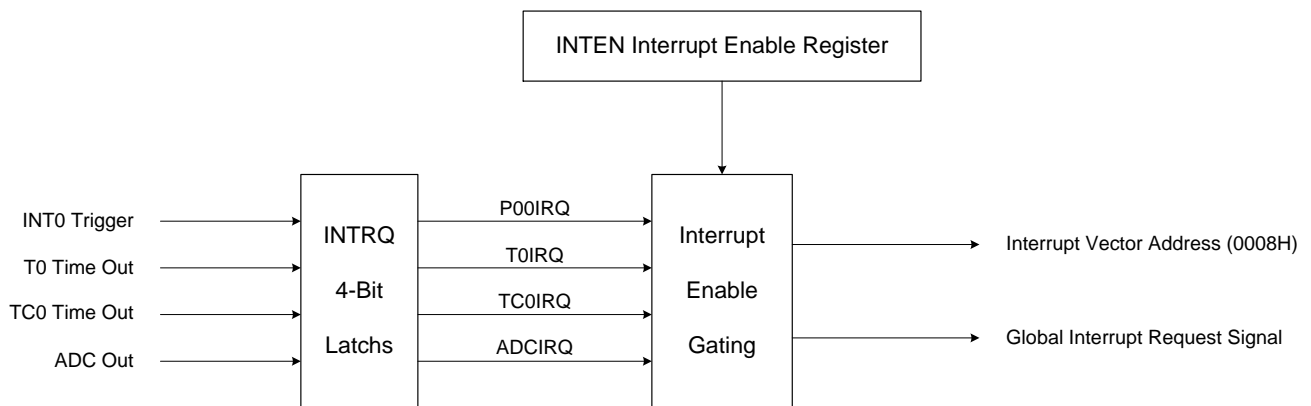 INTEN Interrupt Enable Register
INT0 Trigger
T0 Time Out
TC0 Time Out
ADC Out
INTRQ
4-Bit
Latchs
P00IRQ
T0IRQ
TC0IRQ
ADCIRQ
Interrupt
Enable
Gating
Interrupt Vector Address (0008H)
Global Interrupt Request Signal